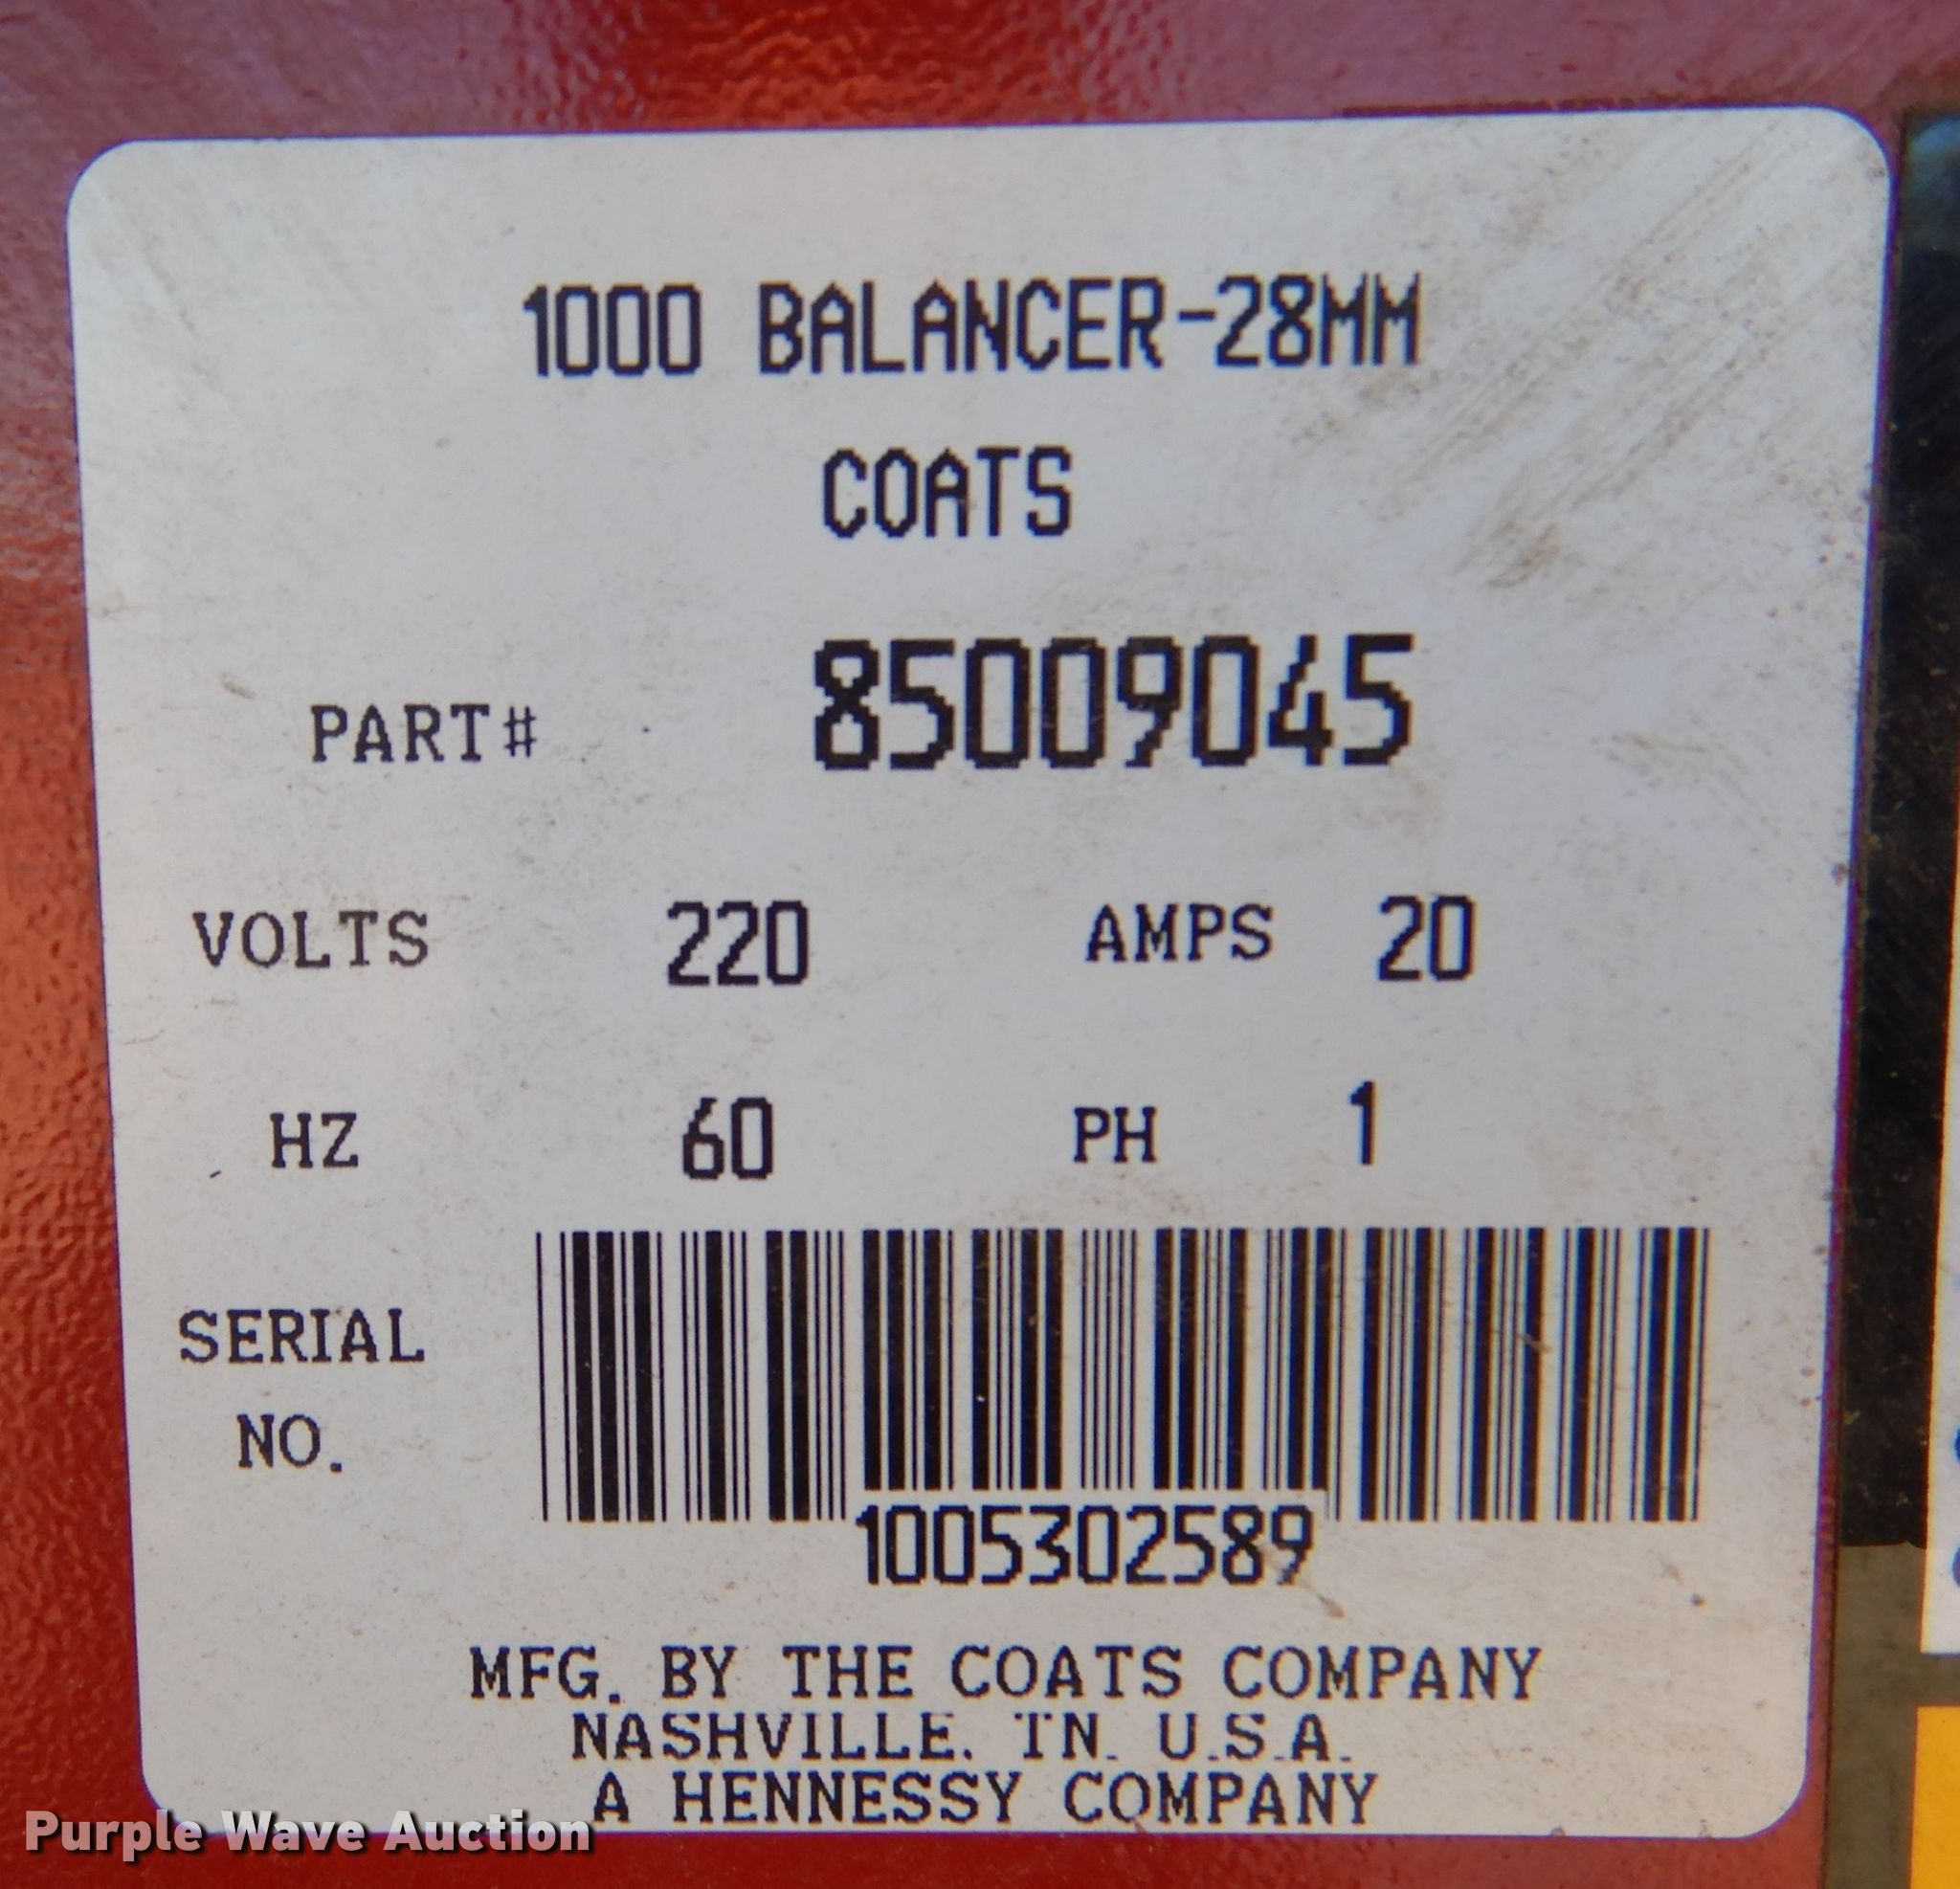 1000 BALANCER-28MM
COATS
PART# 85009045
VOLTS 220 AMPS 20
HZ 60 PH 1
SERIAL
NO.
1005302589
MFG. BY THE COATS COMPANY
NASHVILLE. TN. U.S.A.
A HENNESSY COMPANY
Purple Wave Auction